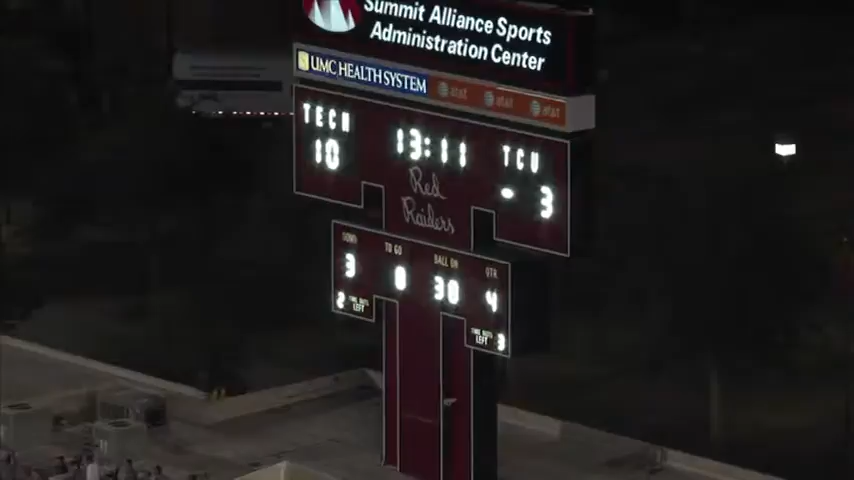 Summit Alliance Sports
Administration Center
UMC HEALTH SYSTEM
at&t at&t at&t
TECH 13:11 TCU
10 - 3
Red
Raiders
DOWN TO GO BALL ON QTR
3 0 30 4
2 TIME OUTS LEFT
TIME OUTS LEFT 3